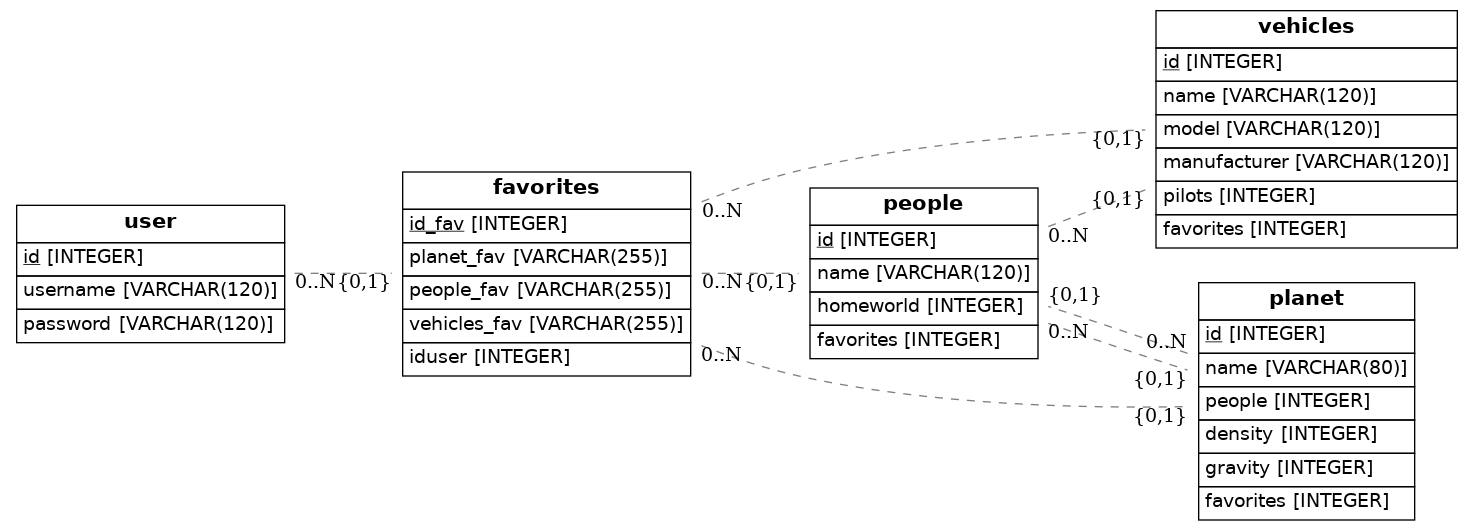 user
id [INTEGER]
username [VARCHAR(120)]
password [VARCHAR(120)]
0..N
{0,1}
favorites
id_fav [INTEGER]
planet_fav [VARCHAR(255)]
people_fav [VARCHAR(255)]
vehicles_fav [VARCHAR(255)]
iduser [INTEGER]
0..N
{0,1}
0..N
{0,1}
0..N
{0,1}
people
id [INTEGER]
name [VARCHAR(120)]
homeworld [INTEGER]
favorites [INTEGER]
0..N
{0,1}
{0,1}
0..N
0..N
{0,1}
vehicles
id [INTEGER]
name [VARCHAR(120)]
model [VARCHAR(120)]
manufacturer [VARCHAR(120)]
pilots [INTEGER]
favorites [INTEGER]
planet
id [INTEGER]
name [VARCHAR(80)]
people [INTEGER]
density [INTEGER]
gravity [INTEGER]
favorites [INTEGER]